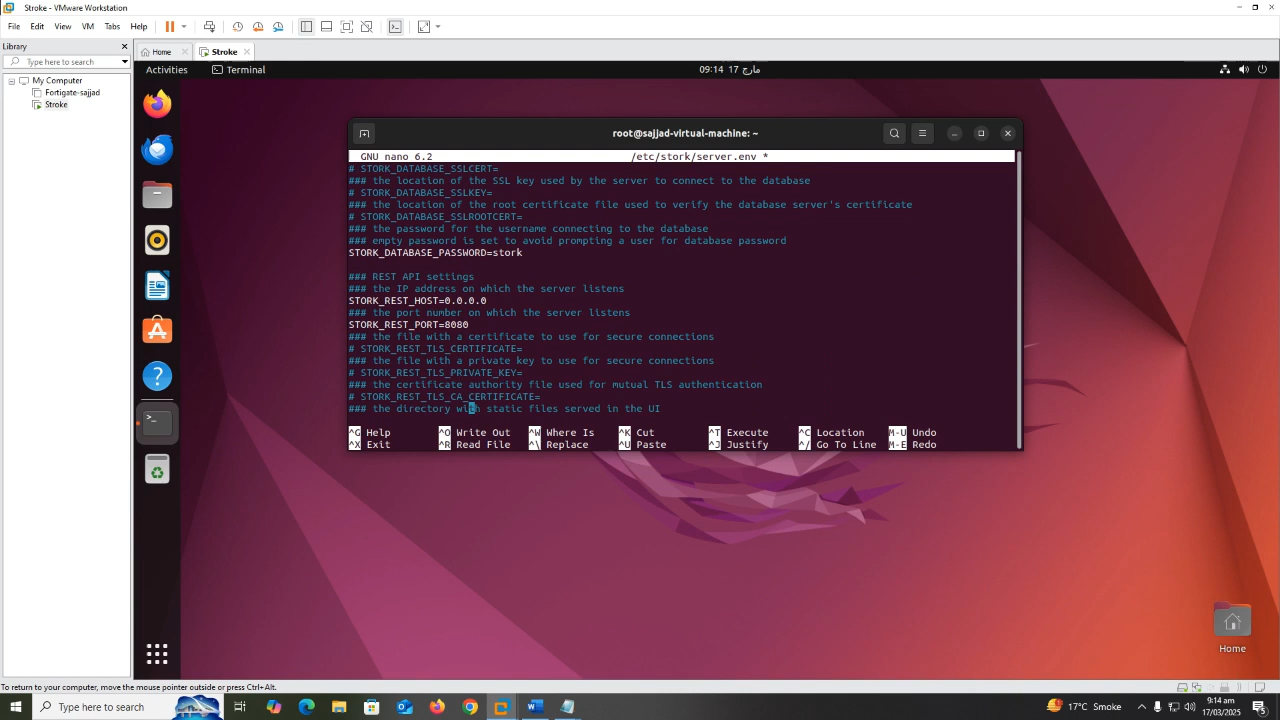 Stroke - VMware Workstation
File Edit View VM Tabs Help
Library
Type here to search
My Computer
Fortigate-sajjad
Stroke
Home
Stroke
Activities
Terminal
09:14 17 مارچ
root@sajjad-virtual-machine: ~
GNU nano 6.2 /etc/stork/server.env *
# STORK_DATABASE_SSLCERT=
### the location of the SSL key used by the server to connect to the database
# STORK_DATABASE_SSLKEY=
### the location of the root certificate file used to verify the database server's certificate
# STORK_DATABASE_SSLROOTCERT=
### the password for the username connecting to the database
### empty password is set to avoid prompting a user for database password
STORK_DATABASE_PASSWORD=stork
### REST API settings
### the IP address on which the server listens
STORK_REST_HOST=0.0.0.0
### the port number on which the server listens
STORK_REST_PORT=8080
### the file with a certificate to use for secure connections
# STORK_REST_TLS_CERTIFICATE=
### the file with a private key to use for secure connections
# STORK_REST_TLS_PRIVATE_KEY=
### the certificate authority file used for mutual TLS authentication
# STORK_REST_TLS_CA_CERTIFICATE=
### the directory with static files served in the UI
^G Help ^O Write Out ^W Where Is ^K Cut ^T Execute ^C Location M-U Undo
^X Exit ^R Read File ^\ Replace ^U Paste ^J Justify ^/ Go To Line M-E Redo
Home
To return to your computer, move the mouse pointer outside or press Ctrl+Alt.
Type here to search
17°C Smoke
9:14 am
17/03/2025
5